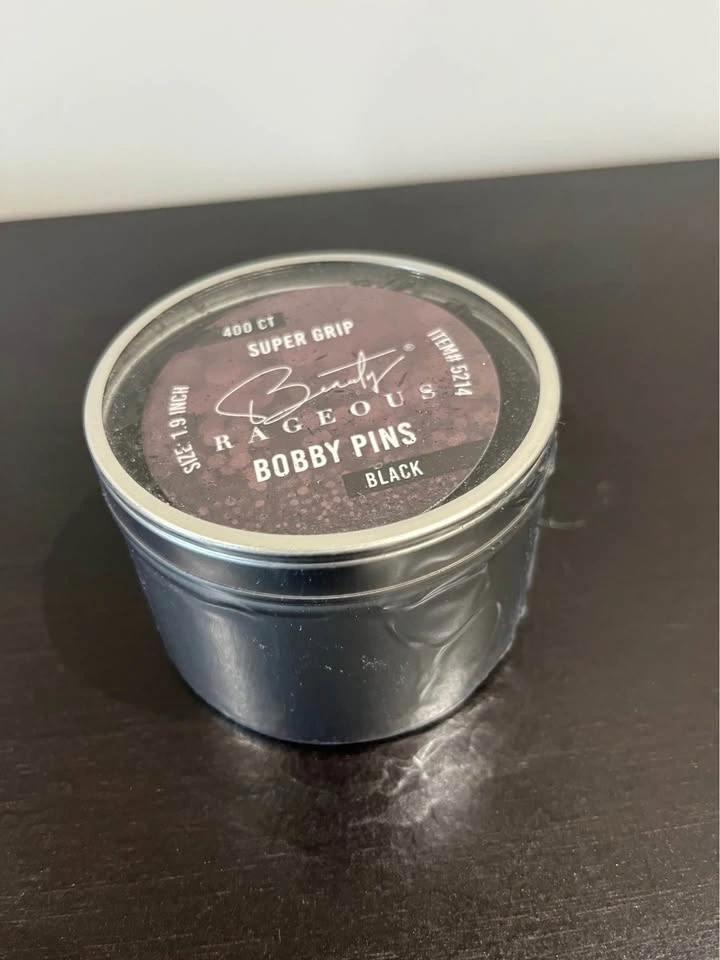 400 CT
SUPER GRIP
Beauty®
RAGEOUS
BOBBY PINS
BLACK
SIZE: 1.9 INCH
ITEM# 5214